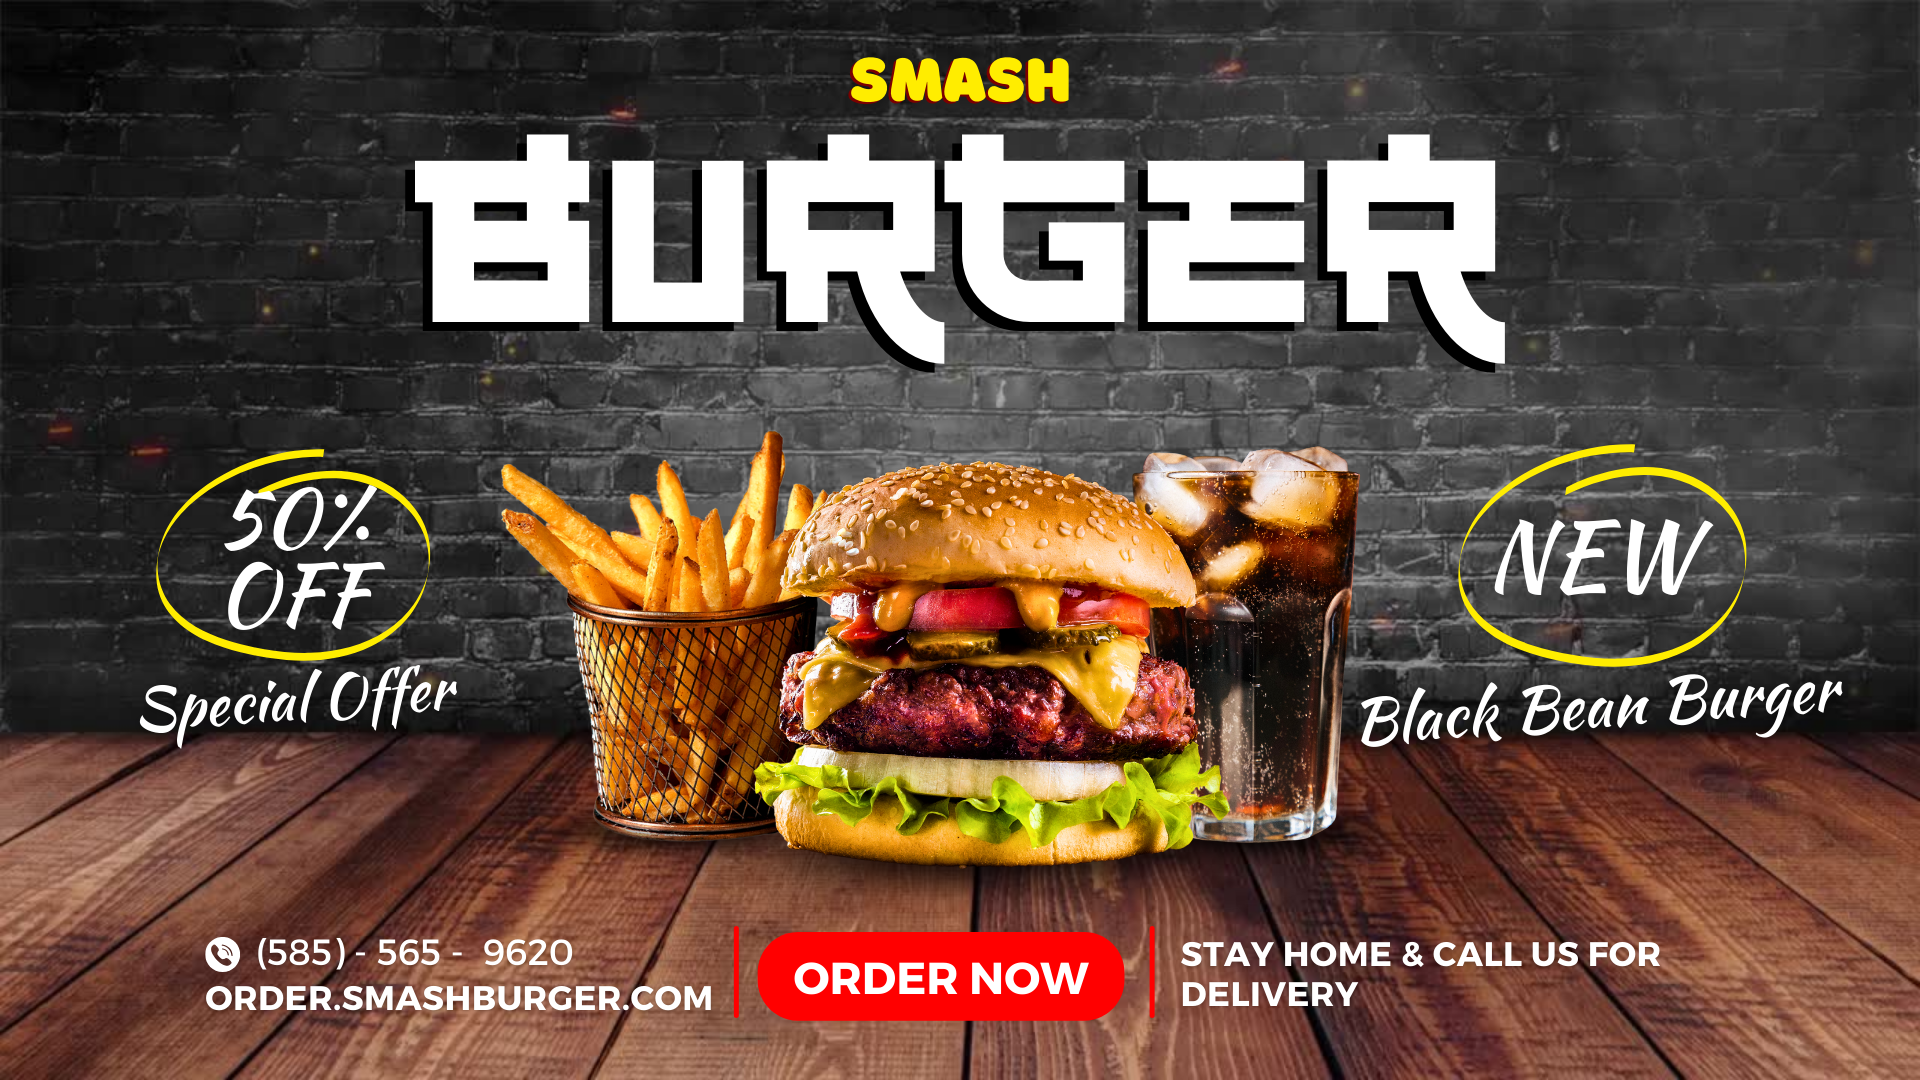 SMASH
BURGER
50%
OFF
Special Offer
NEW
Black Bean Burger
(585) - 565 - 9620
ORDER.SMASHBURGER.COM
ORDER NOW
STAY HOME & CALL US FOR
DELIVERY